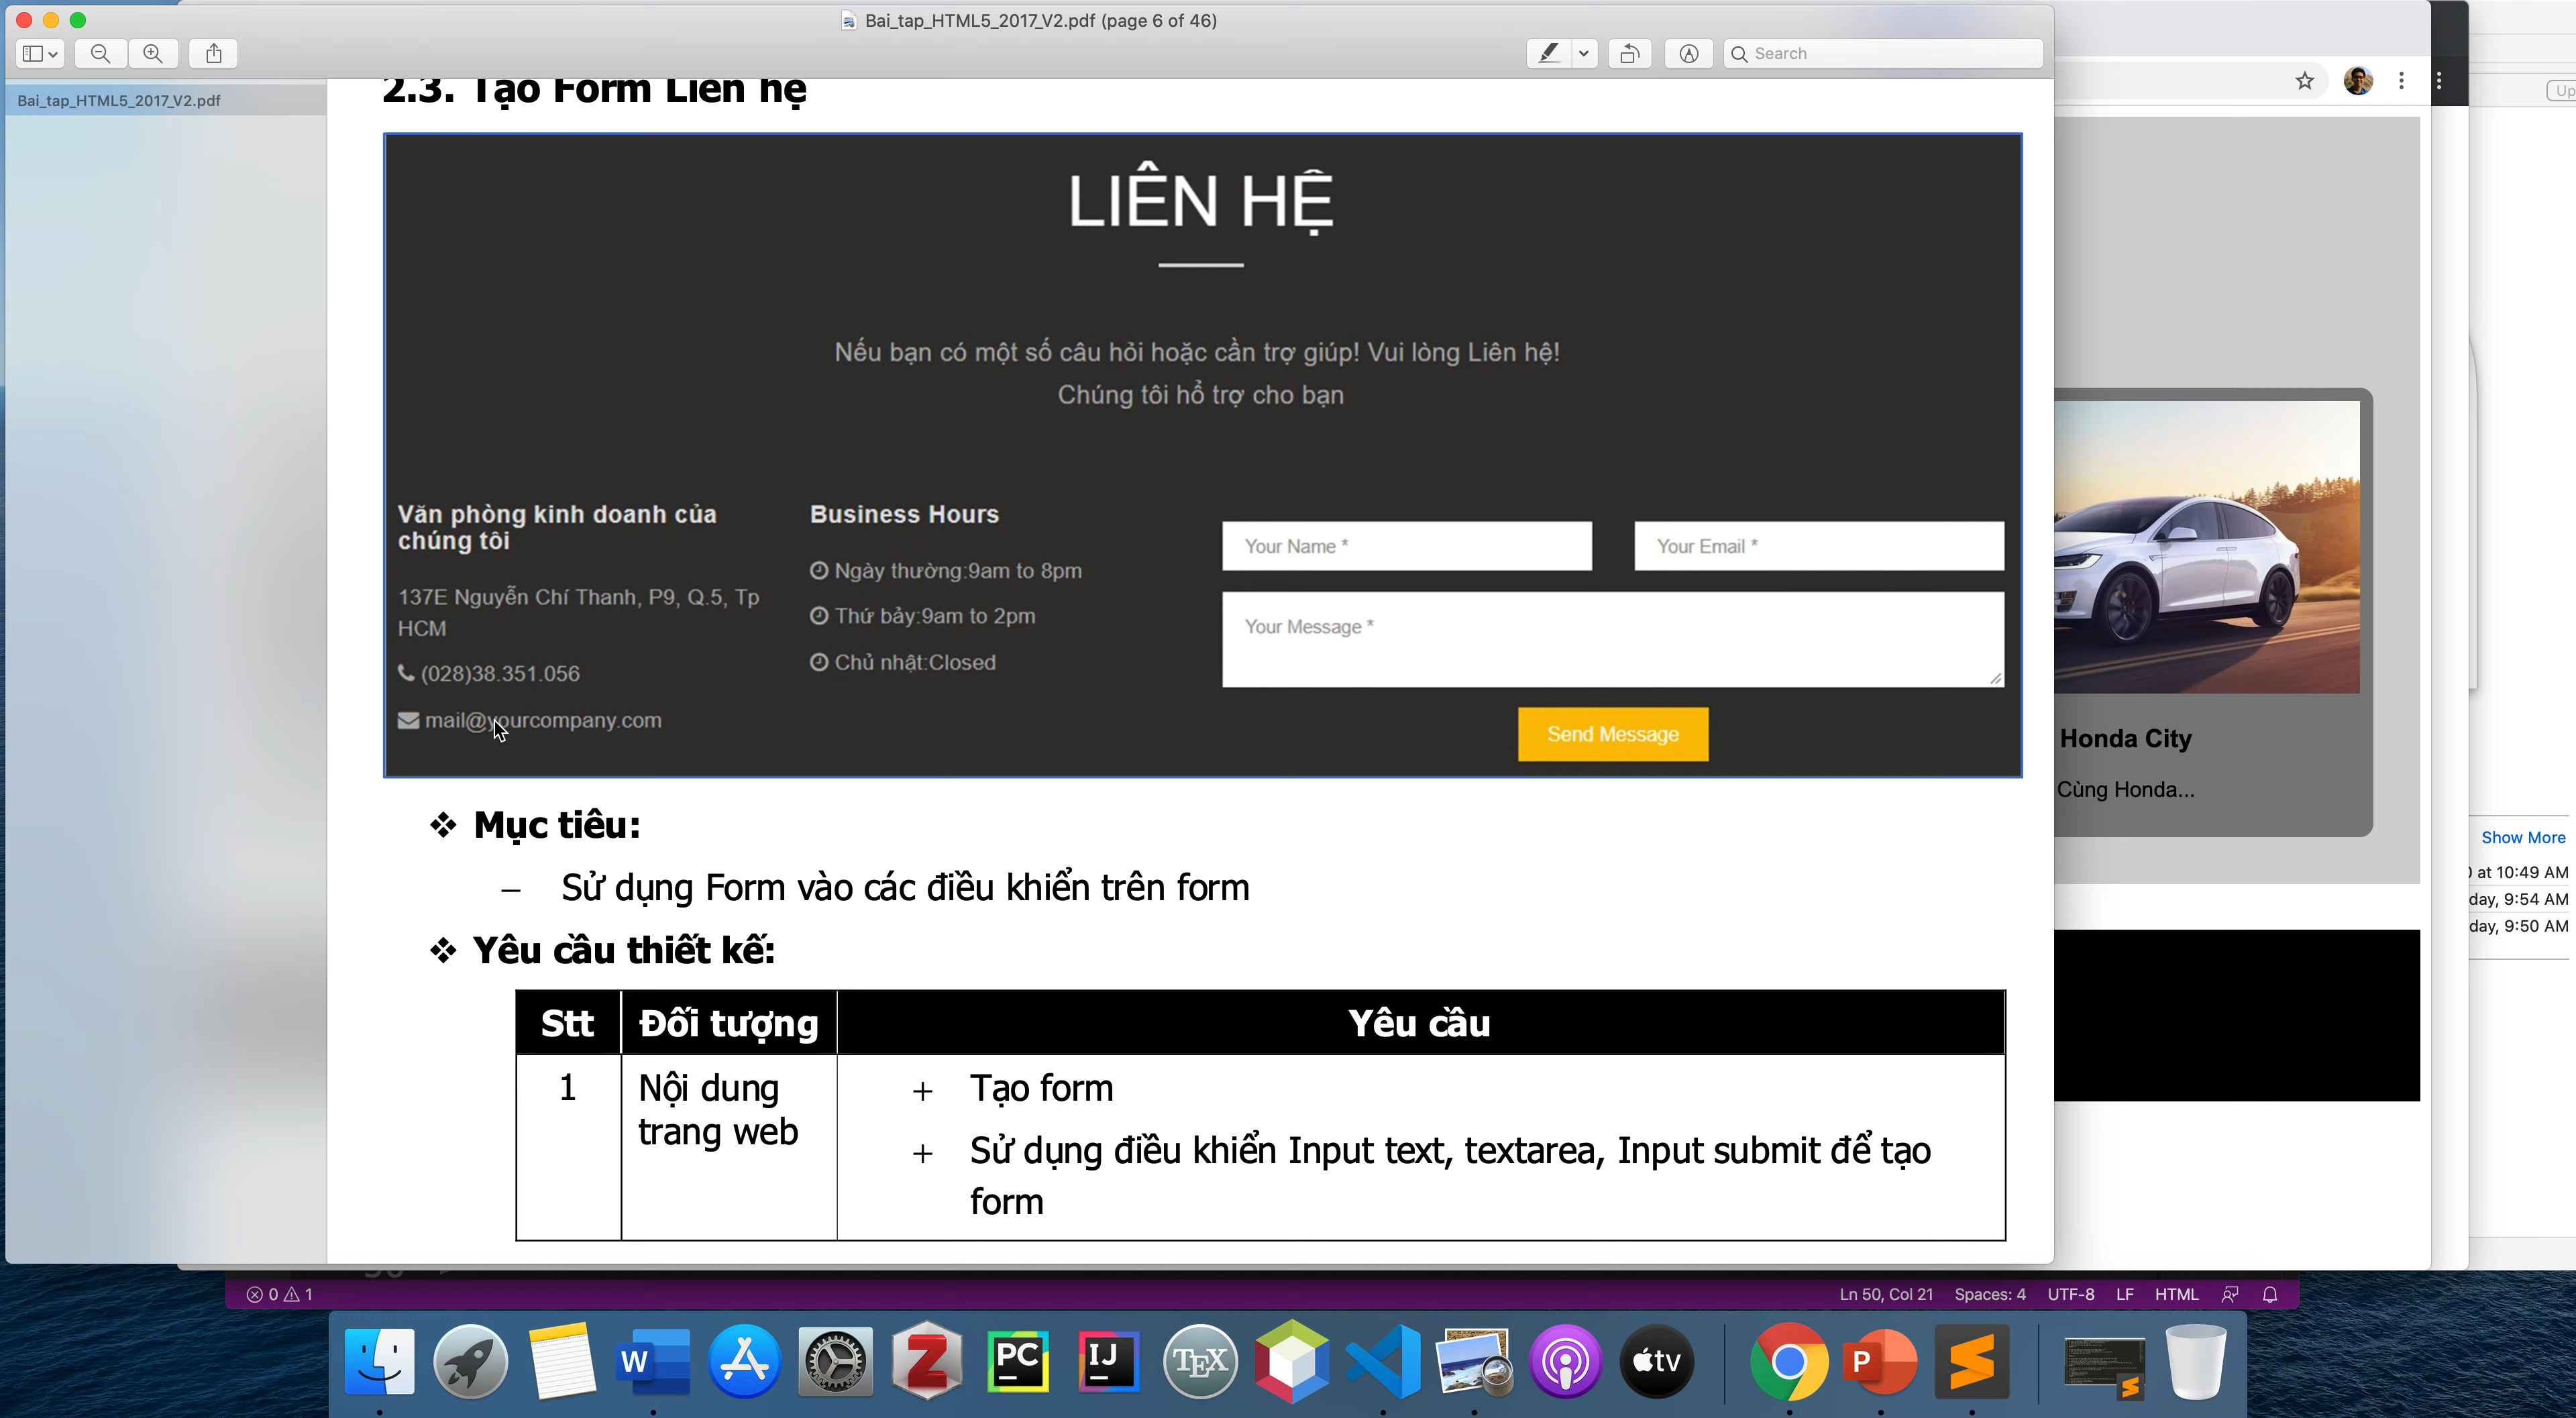 Bai_tap_HTML5_2017_V2.pdf (page 6 of 46)
Search
Bai_tap_HTML5_2017_V2.pdf
2.3. Tạo Form Liên hệ
LIÊN HỆ
Nếu bạn có một số câu hỏi hoặc cần trợ giúp! Vui lòng Liên hệ!
Chúng tôi hổ trợ cho bạn
Văn phòng kinh doanh của
chúng tôi
137E Nguyễn Chí Thanh, P9, Q.5, Tp
HCM
(028)38.351.056
mail@yourcompany.com
Business Hours
Ngày thường:9am to 8pm
Thứ bảy:9am to 2pm
Chủ nhật:Closed
Your Name *
Your Email *
Your Message *
Send Message
❖ Mục tiêu:
– Sử dụng Form vào các điều khiển trên form
❖ Yêu cầu thiết kế:
Stt Đối tượng Yêu cầu
1
Nội dung
trang web
+ Tạo form
+ Sử dụng điều khiển Input text, textarea, Input submit để tạo
form
Honda City
Cùng Honda...
Up
Show More
at 10:49 AM
day, 9:54 AM
day, 9:50 AM
0 1
Ln 50, Col 21 Spaces: 4 UTF-8 LF HTML
W
Z
PC
IJ
TEX
tv
P